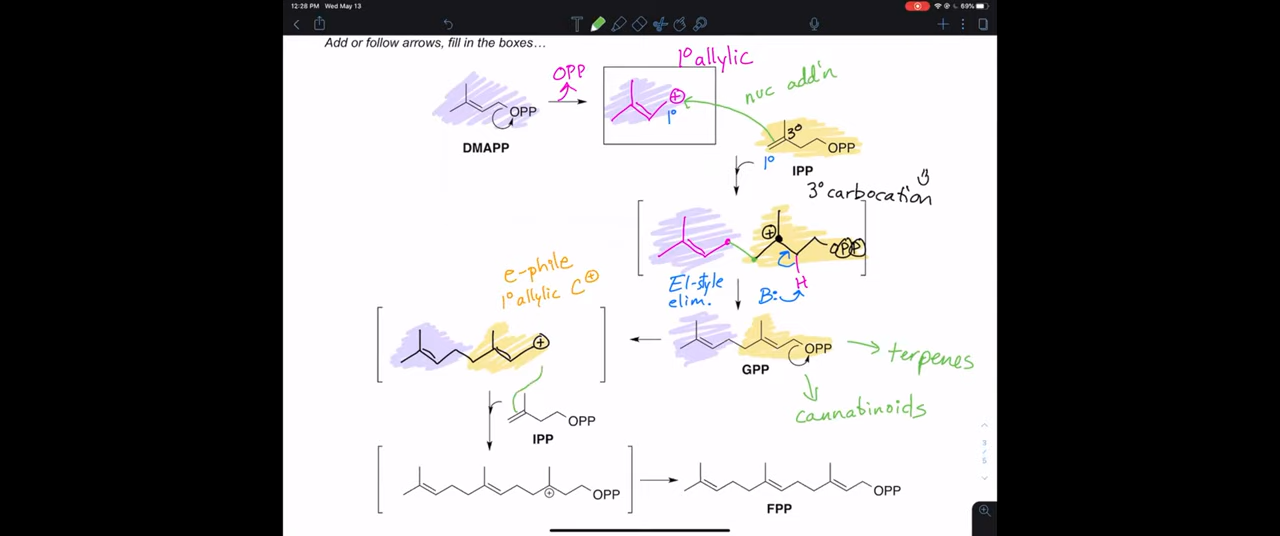 12:28 PM Wed May 13
69%
Add or follow arrows, fill in the boxes...
1° allylic
OPP
nuc add'n
OPP
⊕
1°
3°
OPP
DMAPP
1°
IPP
3° carbocation
⊕
OPP
e-phile
1° allylic C⊕
E1-style
elim.
H
B:
⊕
OPP
terpenes
GPP
cannabinoids
OPP
IPP
3
/
5
⊕
OPP
OPP
FPP